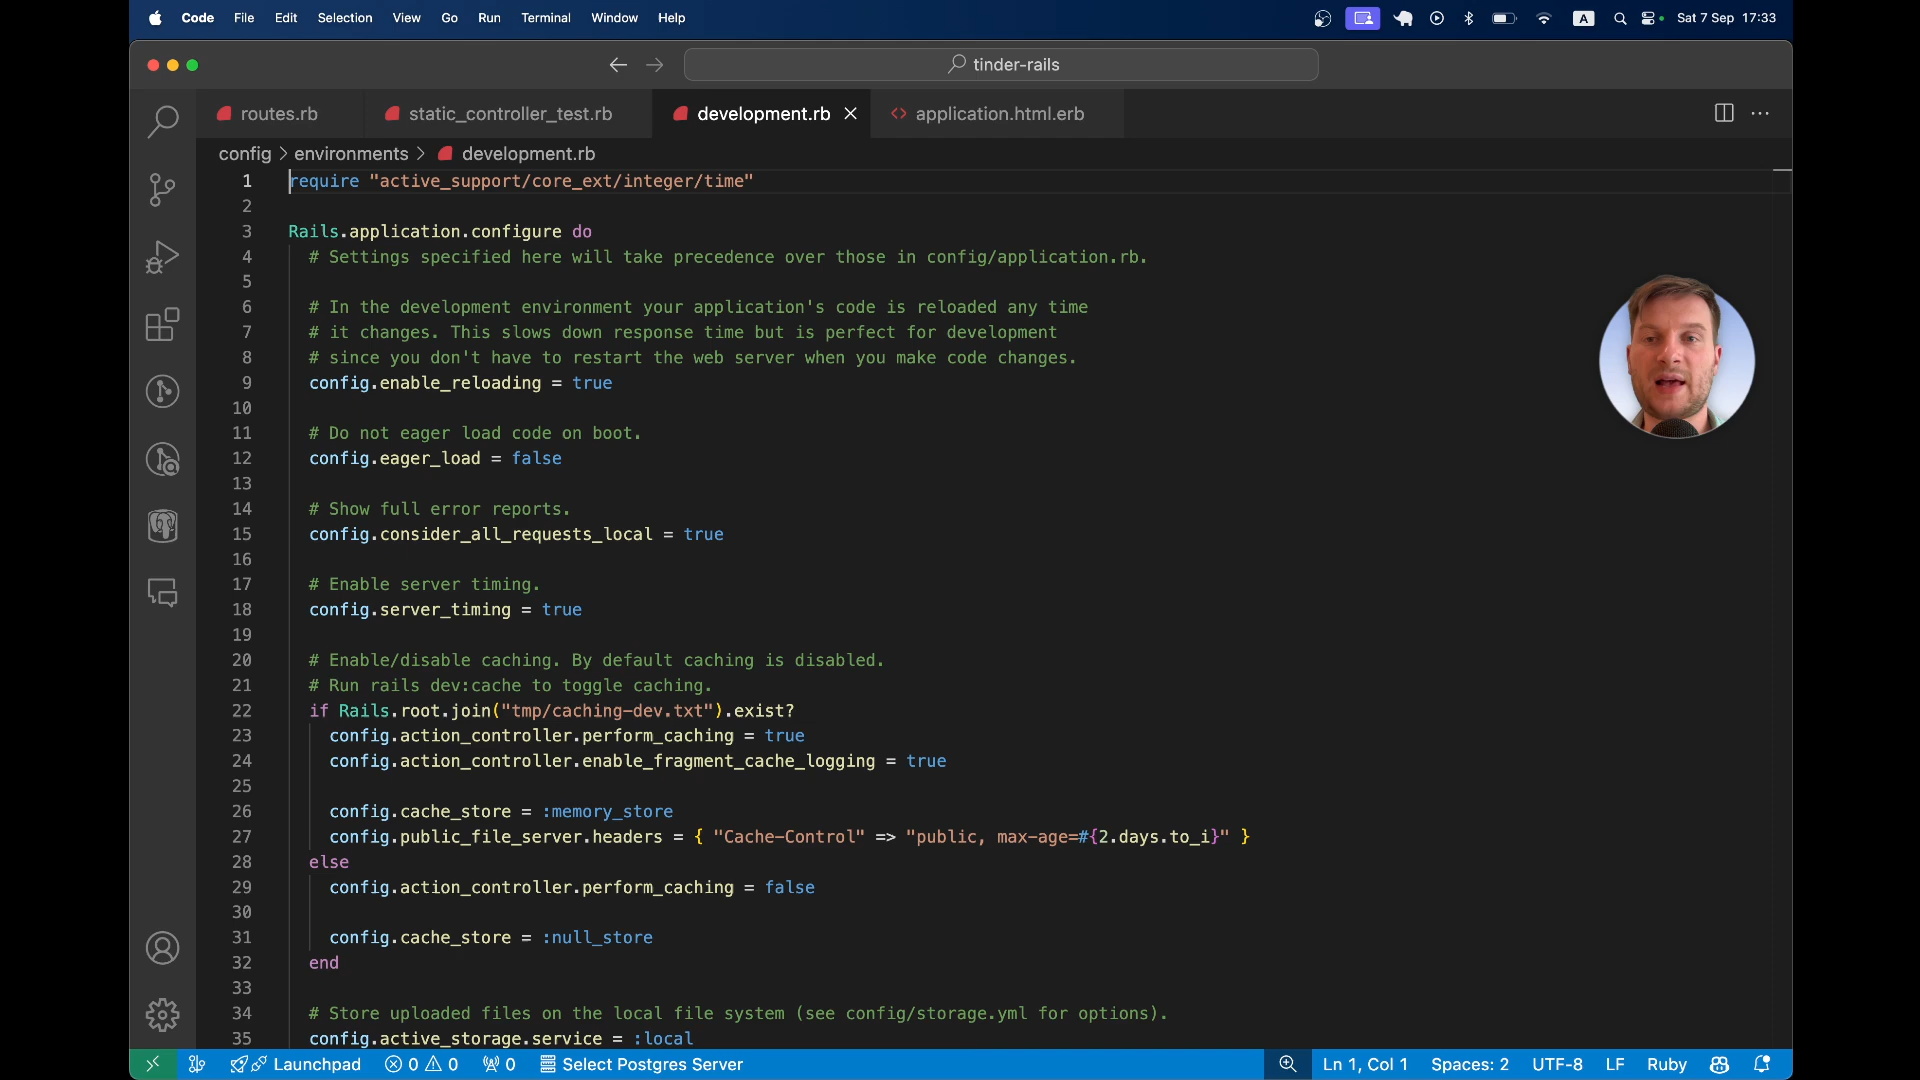 Code File Edit Selection View Go Run Terminal Window Help A Sat 7 Sep 17:33
tinder-rails
routes.rb static_controller_test.rb development.rb application.html.erb
config > environments > development.rb
1 require "active_support/core_ext/integer/time"
2
3 Rails.application.configure do
4 # Settings specified here will take precedence over those in config/application.rb.
5
6 # In the development environment your application's code is reloaded any time
7 # it changes. This slows down response time but is perfect for development
8 # since you don't have to restart the web server when you make code changes.
9 config.enable_reloading = true
10
11 # Do not eager load code on boot.
12 config.eager_load = false
13
14 # Show full error reports.
15 config.consider_all_requests_local = true
16
17 # Enable server timing.
18 config.server_timing = true
19
20 # Enable/disable caching. By default caching is disabled.
21 # Run rails dev:cache to toggle caching.
22 if Rails.root.join("tmp/caching-dev.txt").exist?
23 config.action_controller.perform_caching = true
24 config.action_controller.enable_fragment_cache_logging = true
25
26 config.cache_store = :memory_store
27 config.public_file_server.headers = { "Cache-Control" => "public, max-age=#{2.days.to_i}" }
28 else
29 config.action_controller.perform_caching = false
30
31 config.cache_store = :null_store
32 end
33
34 # Store uploaded files on the local file system (see config/storage.yml for options).
35 config.active_storage.service = :local
Launchpad 0 0 0 Select Postgres Server Ln 1, Col 1 Spaces: 2 UTF-8 LF Ruby